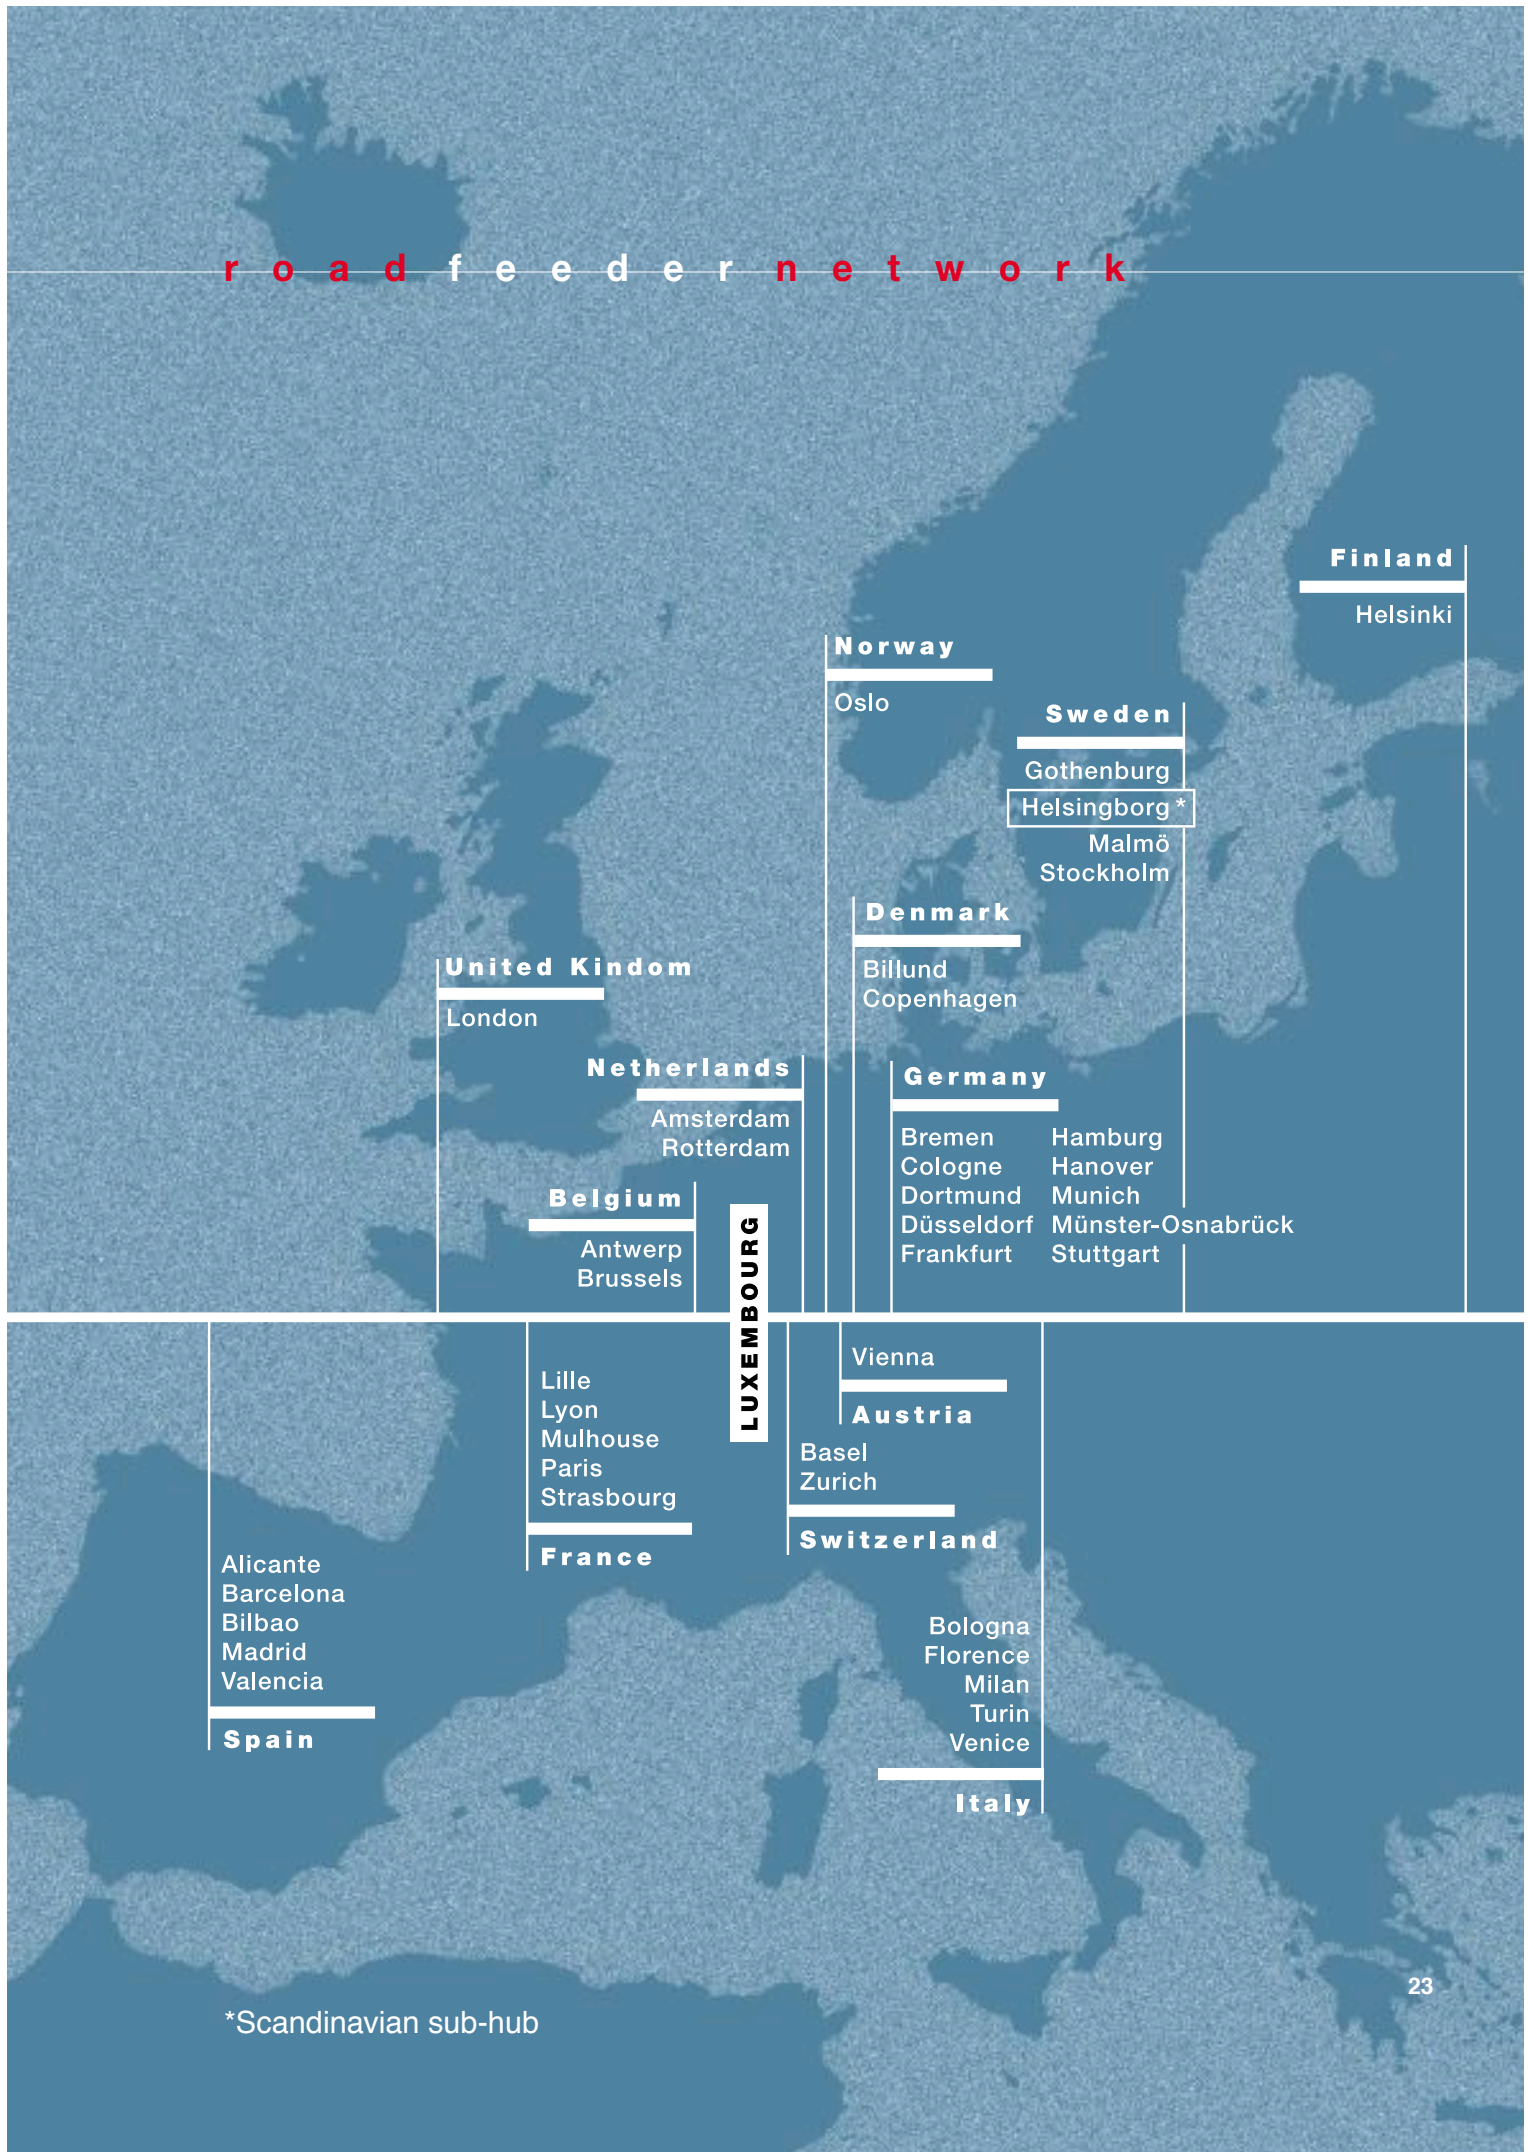 road feeder network
Finland
Helsinki
Norway
Oslo
Sweden
Gothenburg
Helsingborg *
Malmö
Stockholm
Denmark
Billund
Copenhagen
United Kindom
London
Netherlands
Amsterdam
Rotterdam
Germany
Bremen
Cologne
Dortmund
Düsseldorf
Frankfurt
Hamburg
Hanover
Munich
Münster-Osnabrück
Stuttgart
Belgium
Antwerp
Brussels
LUXEMBOURG
Vienna
Austria
Lille
Lyon
Mulhouse
Paris
Strasbourg
France
Basel
Zurich
Switzerland
Alicante
Barcelona
Bilbao
Madrid
Valencia
Spain
Bologna
Florence
Milan
Turin
Venice
Italy
23
*Scandinavian sub-hub